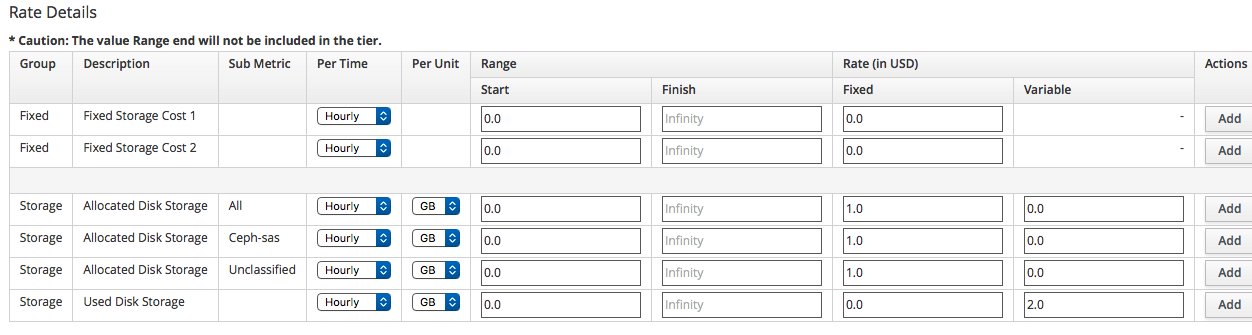 Rate Details
* Caution: The value Range end will not be included in the tier.
Group Description Sub Metric Per Time Per Unit Range Rate (in USD) Actions
Start Finish Fixed Variable
Fixed Fixed Storage Cost 1 Hourly 0.0 Infinity 0.0 - Add
Fixed Fixed Storage Cost 2 Hourly 0.0 Infinity 0.0 - Add
Storage Allocated Disk Storage All Hourly GB 0.0 Infinity 1.0 0.0 Add
Storage Allocated Disk Storage Ceph-sas Hourly GB 0.0 Infinity 1.0 0.0 Add
Storage Allocated Disk Storage Unclassified Hourly GB 0.0 Infinity 1.0 0.0 Add
Storage Used Disk Storage Hourly GB 0.0 Infinity 0.0 2.0 Add